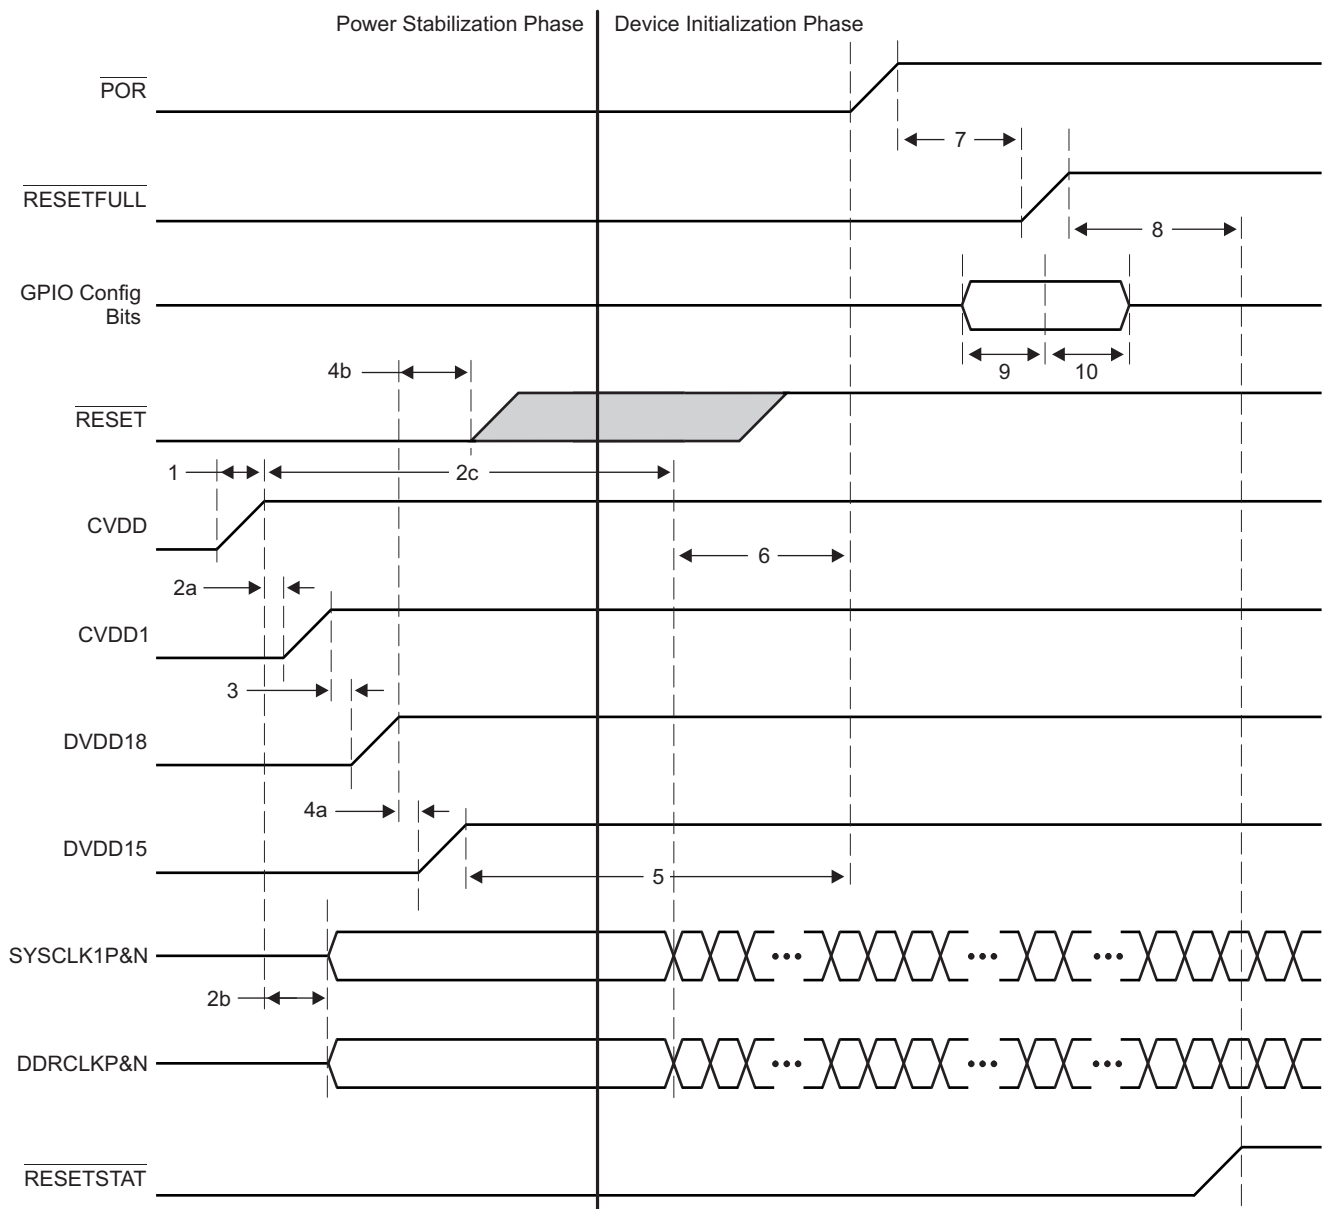 Power Stabilization Phase
Device Initialization Phase
POR
7
RESETFULL
8
GPIO Config
Bits
9
10
4b
RESET
1
2c
CVDD
6
2a
CVDD1
3
DVDD18
4a
DVDD15
5
SYSCLK1P&N
2b
DDRCLKP&N
RESETSTAT